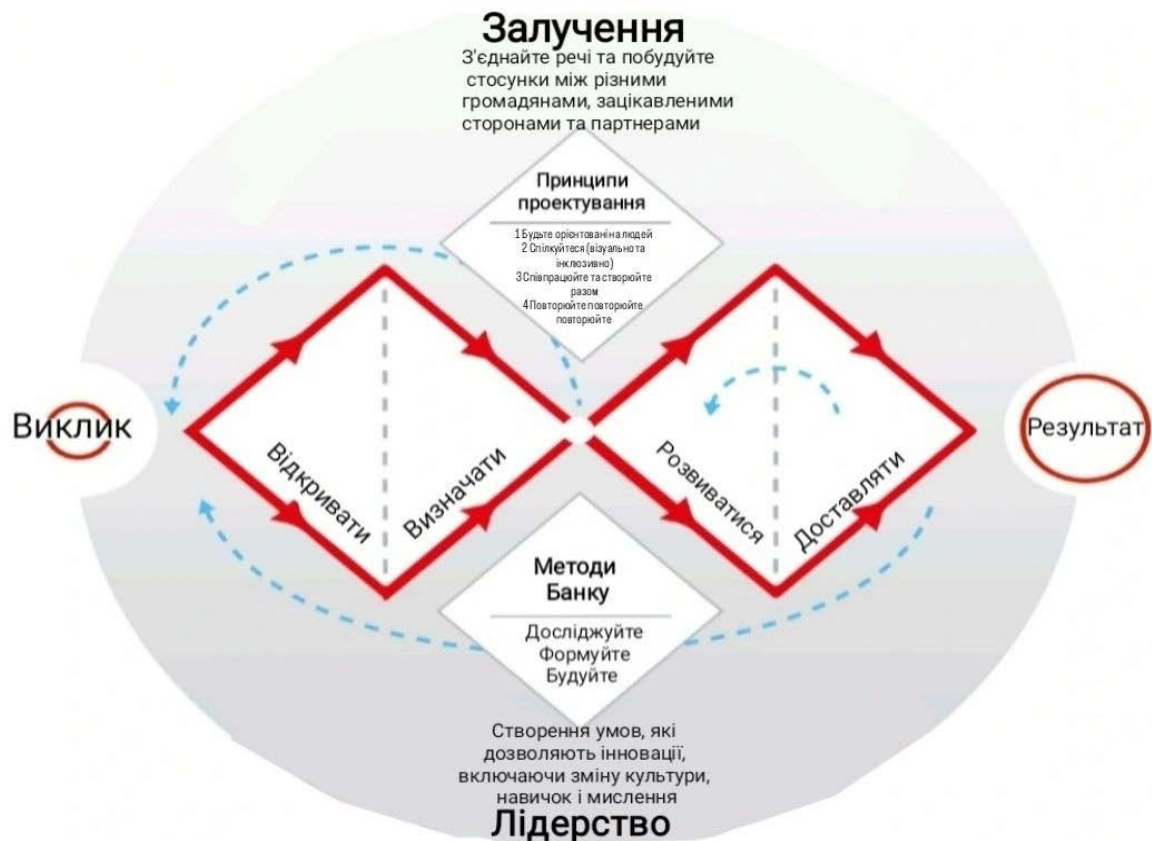 Залучення
З'єднайте речі та побудуйте
стосунки між різними
громадянами, зацікавленими
сторонами та партнерами
Принципи
проектування
1 Будьте орієнтовані на людей
2 Спілкуйтеся (візуально та
інклюзивно)
3 Співпрацюйте та створюйте
разом
4 Повторюйте повторюйте
повторюйте
Виклик
Відкривати
Визначати
Розвиватися
Доставляти
Результат
Методи
Банку
Досліджуйте
Формуйте
Будуйте
Створення умов, які
дозволяють інновації,
включаючи зміну культури,
навичок і мислення
Лідерство